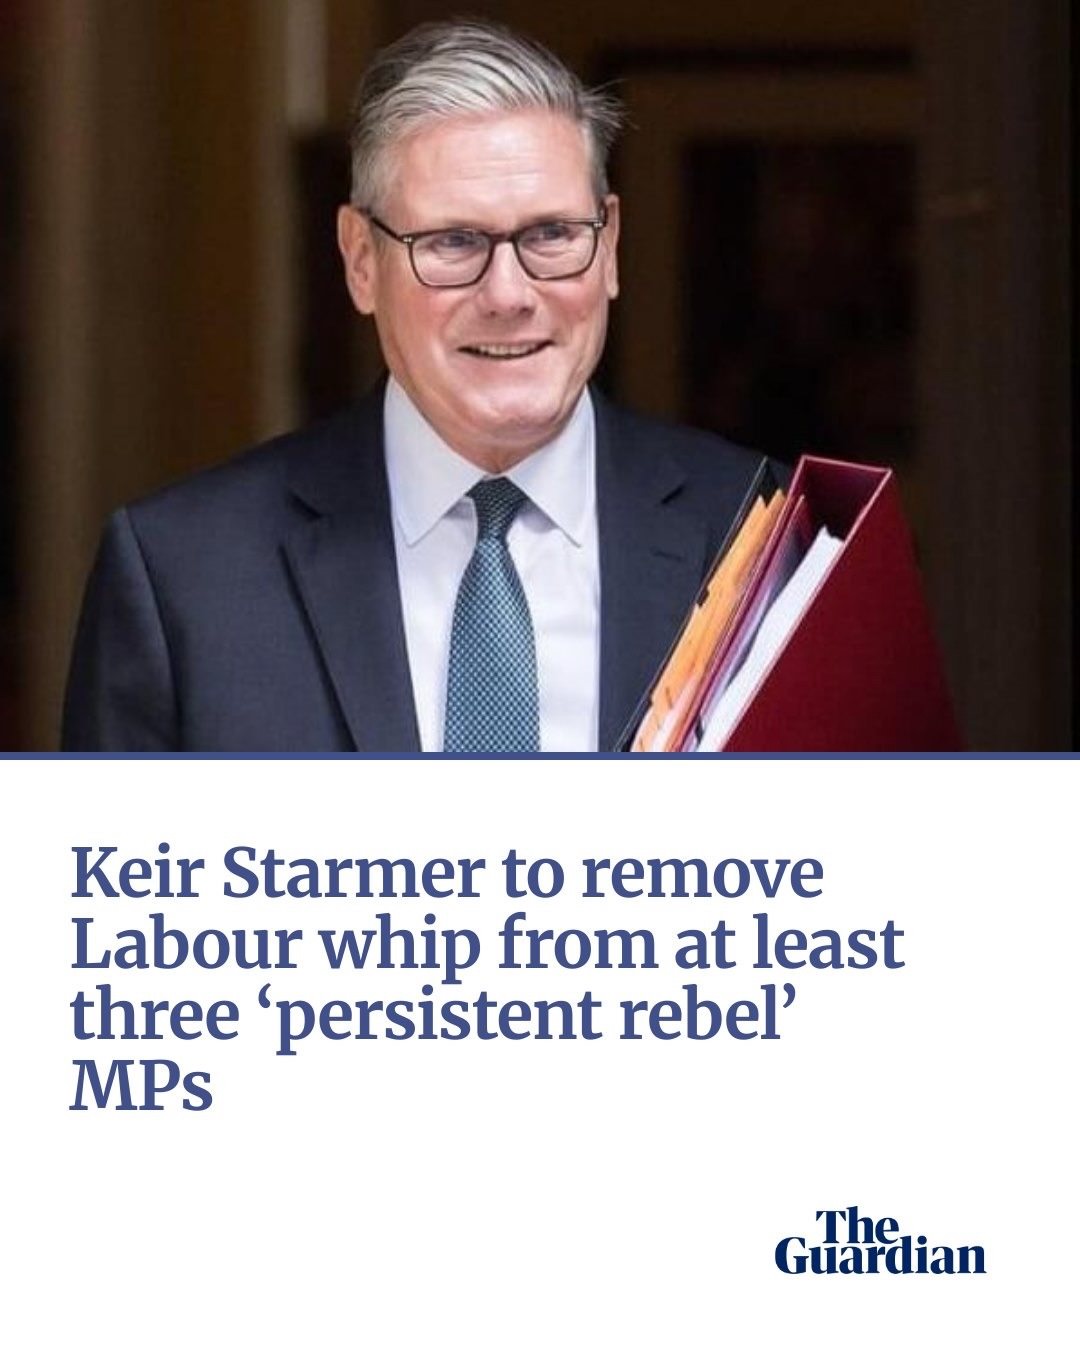 Keir Starmer to remove
Labour whip from at least
three ‘persistent rebel’
MPs
The
Guardian